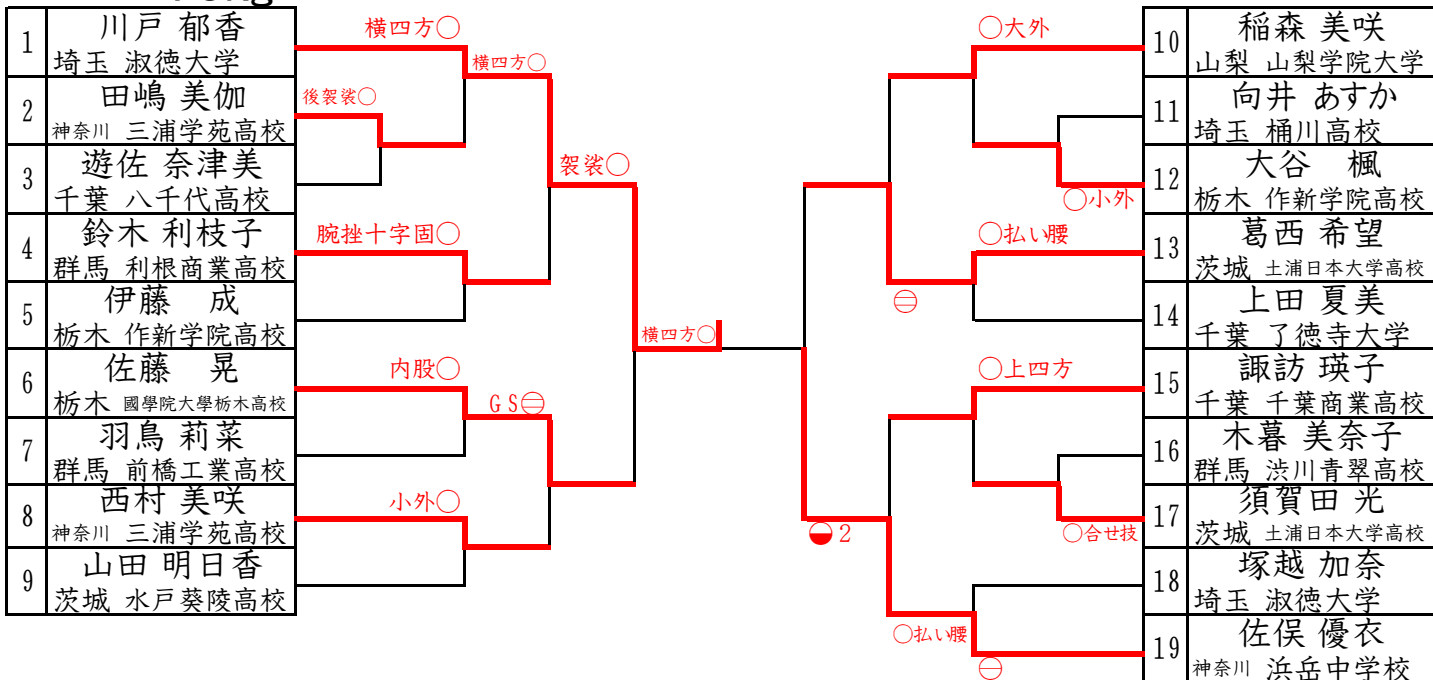 1 川戸 郁香
埼玉 淑徳大学
2 田嶋 美伽
神奈川 三浦学苑高校
3 遊佐 奈津美
千葉 八千代高校
4 鈴木 利枝子
群馬 利根商業高校
5 伊藤 成
栃木 作新学院高校
6 佐藤 晃
栃木 國學院大學栃木高校
7 羽鳥 莉菜
群馬 前橋工業高校
8 西村 美咲
神奈川 三浦学苑高校
9 山田 明日香
茨城 水戸葵陵高校
横四方○
後袈裟○
腕挫十字固○
内股○
小外○
横四方○
GS㊀
袈裟○
横四方○
◒2
㊀
○払い腰
○大外
○小外
○払い腰
○上四方
○合せ技
10 稲森 美咲
山梨 山梨学院大学
11 向井 あすか
埼玉 桶川高校
12 大谷 楓
栃木 作新学院高校
13 葛西 希望
茨城 土浦日本大学高校
14 上田 夏美
千葉 了徳寺大学
15 諏訪 瑛子
千葉 千葉商業高校
16 木暮 美奈子
群馬 渋川青翠高校
17 須賀田 光
茨城 土浦日本大学高校
18 塚越 加奈
埼玉 淑徳大学
19 佐俣 優衣
神奈川 浜岳中学校